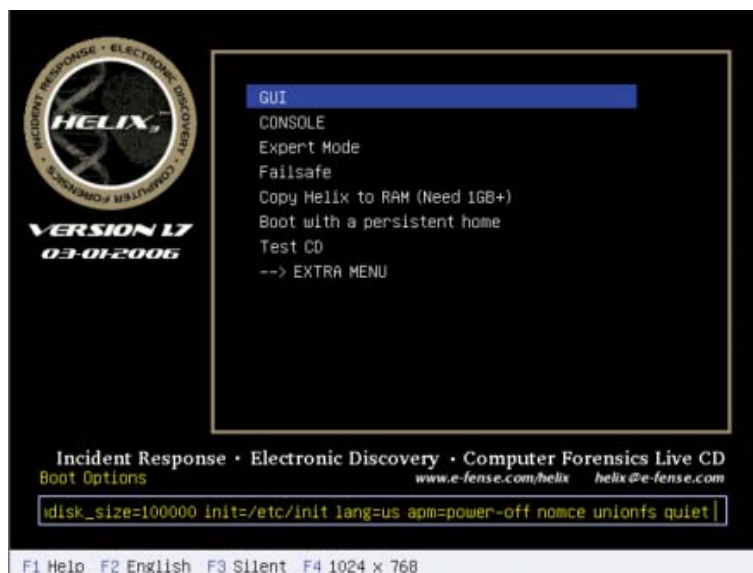 INCIDENT RESPONSE • ELECTRONIC DISCOVERY • COMPUTER FORENSICS
HELIX3™
VERSION 1.7
03-01-2006
GUI
CONSOLE
Expert Mode
Failsafe
Copy Helix to RAM (Need 1GB+)
Boot with a persistent home
Test CD
--> EXTRA MENU
Incident Response • Electronic Discovery • Computer Forensics Live CD
Boot Options www.e-fense.com/helix helix@e-fense.com
disk_size=100000 init=/etc/init lang=us apm=power-off nomce unionfs quiet
F1 Help F2 English F3 Silent F4 1024 x 768